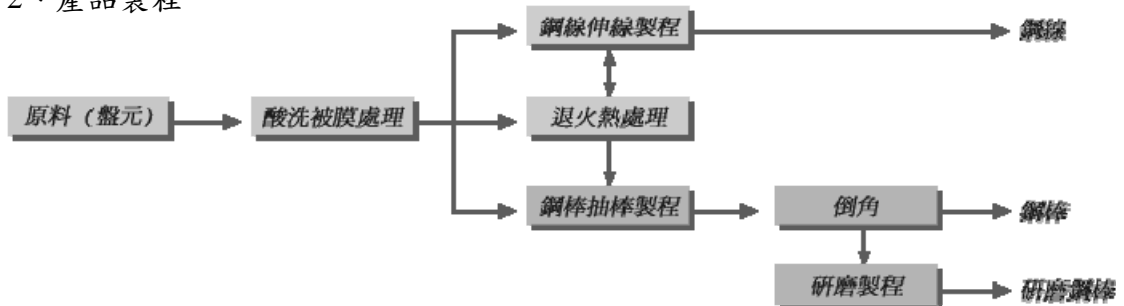 2、產品製程
鋼線伸線製程
鋼線
原料（盤元）
酸洗被膜處理
退火熱處理
鋼棒抽棒製程
倒角
鋼棒
研磨製程
研磨鋼棒